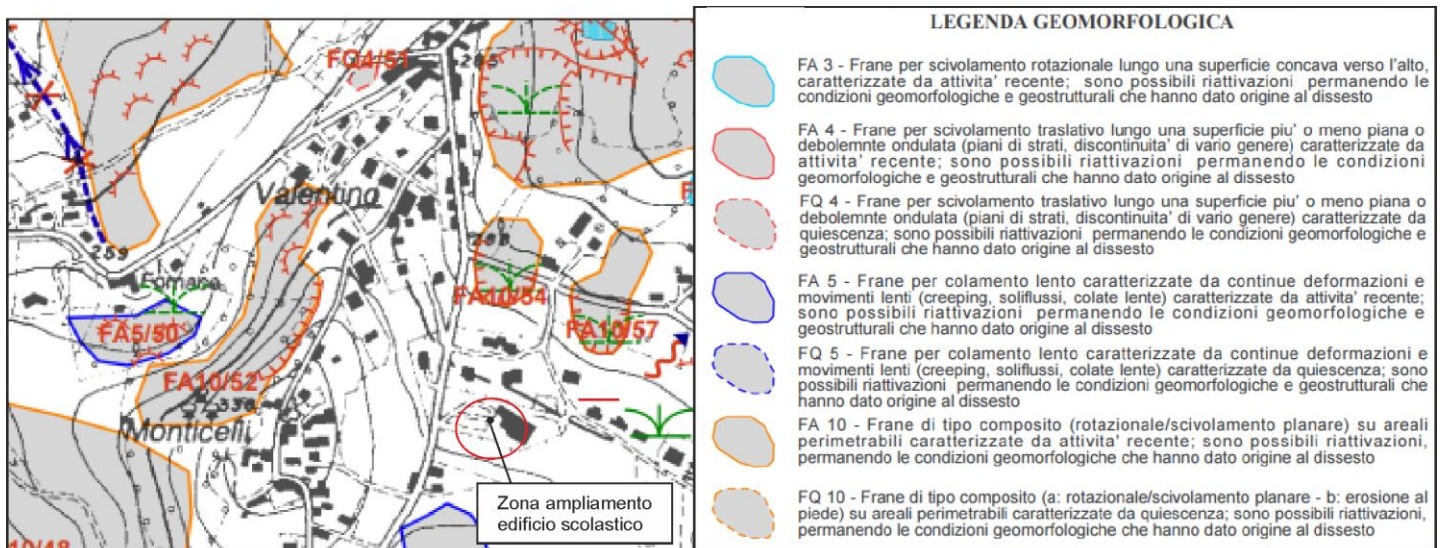 FQ4/51
Valentino
259
Fornace
FA5/50
FA10/54
FA10/57
FA10/52
Monticelli
10/48
Zona ampliamento
edificio scolastico
LEGENDA GEOMORFOLOGICA
FA 3 - Frane per scivolamento rotazionale lungo una superficie concava verso l'alto,
caratterizzate da attivita' recente; sono possibili riattivazioni permanendo le
condizioni geomorfologiche e geostrutturali che hanno dato origine al dissesto
FA 4 - Frane per scivolamento traslativo lungo una superficie piu' o meno piana o
debolemnte ondulata (piani di strati, discontinuita' di vario genere) caratterizzate da
attivita' recente; sono possibili riattivazioni permanendo le condizioni
geomorfologiche e geostrutturali che hanno dato origine al dissesto
FQ 4 - Frane per scivolamento traslativo lungo una superficie piu' o meno piana o
debolemnte ondulata (piani di strati, discontinuita' di vario genere) caratterizzate da
quiescenza; sono possibili riattivazioni permanendo le condizioni geomorfologiche e
geostrutturali che hanno dato origine al dissesto
FA 5 - Frane per colamento lento caratterizzate da continue deformazioni e
movimenti lenti (creeping, soliflussi, colate lente) caratterizzate da attivita' recente;
sono possibili riattivazioni permanendo le condizioni geomorfologiche e
geostrutturali che hanno dato origine al dissesto
FQ 5 - Frane per colamento lento caratterizzate da continue deformazioni e
movimenti lenti (creeping, soliflussi, colate lente) caratterizzate da quiescenza; sono
possibili riattivazioni permanendo le condizioni geomorfologiche e geostrutturali che
hanno dato origine al dissesto
FA 10 - Frane di tipo composito (rotazionale/scivolamento planare) su areali
perimetrabili caratterizzate da attivita' recente; sono possibili riattivazioni,
permanendo le condizioni geomorfologiche che hanno dato origine al dissesto
FQ 10 - Frane di tipo composito (a: rotazionale/scivolamento planare - b: erosione al
piede) su areali perimetrabili caratterizzate da quiescenza; sono possibili riattivazioni,
permanendo le condizioni geomorfologiche che hanno dato origine al dissesto